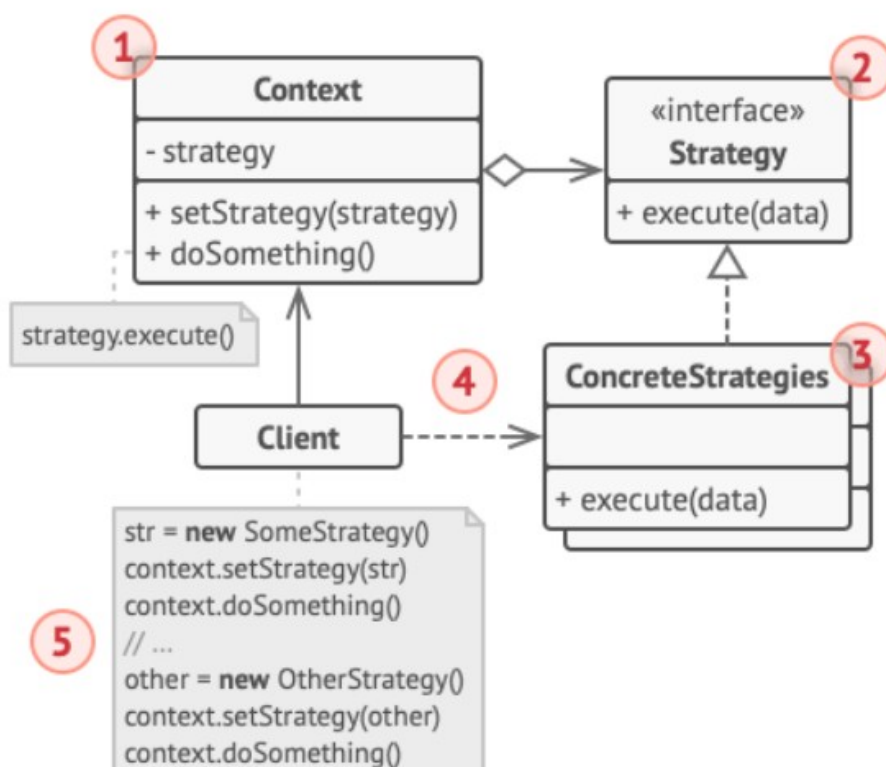 1
Context
- strategy
+ setStrategy(strategy)
+ doSomething()
strategy.execute()
2
«interface»
Strategy
+ execute(data)
3
ConcreteStrategies
+ execute(data)
4
Client
5
str = new SomeStrategy()
context.setStrategy(str)
context.doSomething()
// ...
other = new OtherStrategy()
context.setStrategy(other)
context.doSomething()